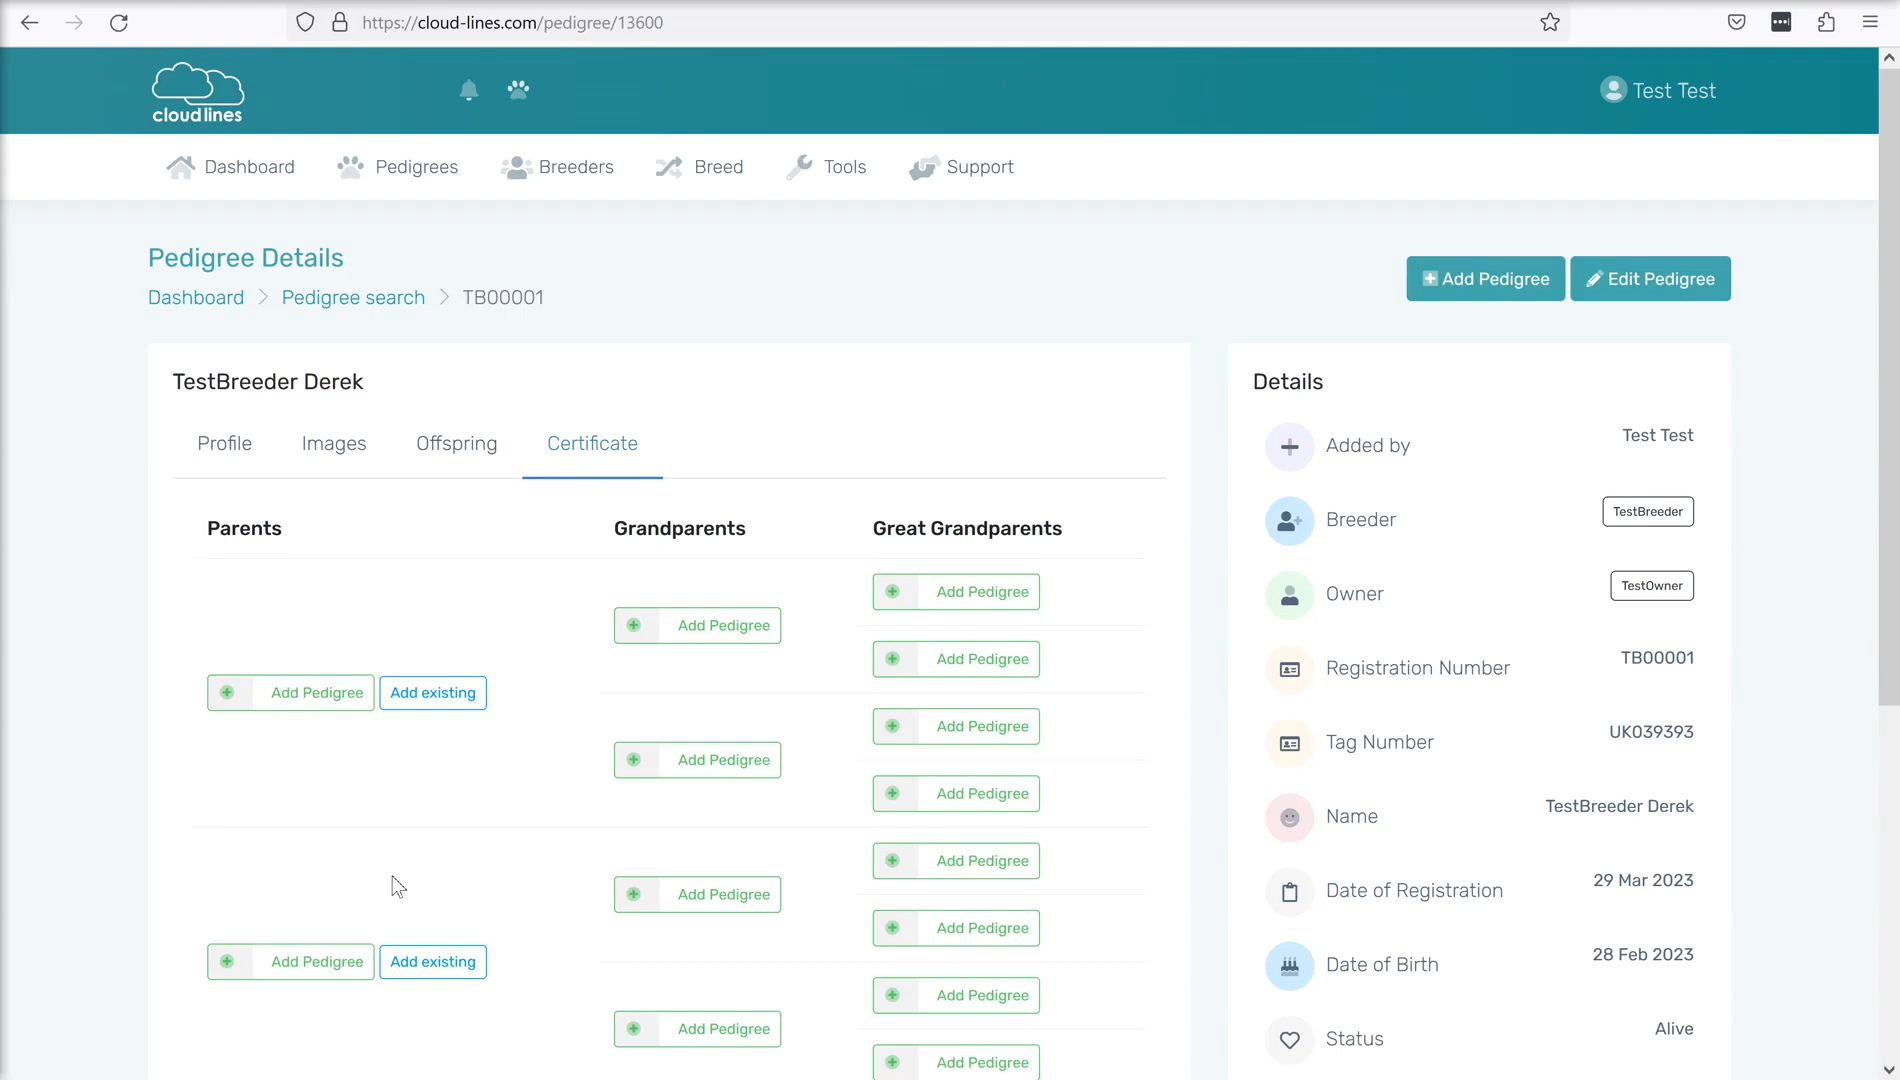 https://cloud-lines.com/pedigree/13600
cloudlines
Test Test
Dashboard Pedigrees Breeders Breed Tools Support
Pedigree Details
Dashboard > Pedigree search > TB00001
Add Pedigree Edit Pedigree
TestBreeder Derek
Profile Images Offspring Certificate
Parents Grandparents Great Grandparents
Add Pedigree
Add Pedigree
Add Pedigree
Add Pedigree Add existing
Add Pedigree
Add Pedigree
Add Pedigree
Add Pedigree
Add Pedigree
Add Pedigree
Add Pedigree Add existing
Add Pedigree
Add Pedigree
Add Pedigree
Add Pedigree
Details
Added by Test Test
Breeder TestBreeder
Owner TestOwner
Registration Number TB00001
Tag Number UK039393
Name TestBreeder Derek
Date of Registration 29 Mar 2023
Date of Birth 28 Feb 2023
Status Alive